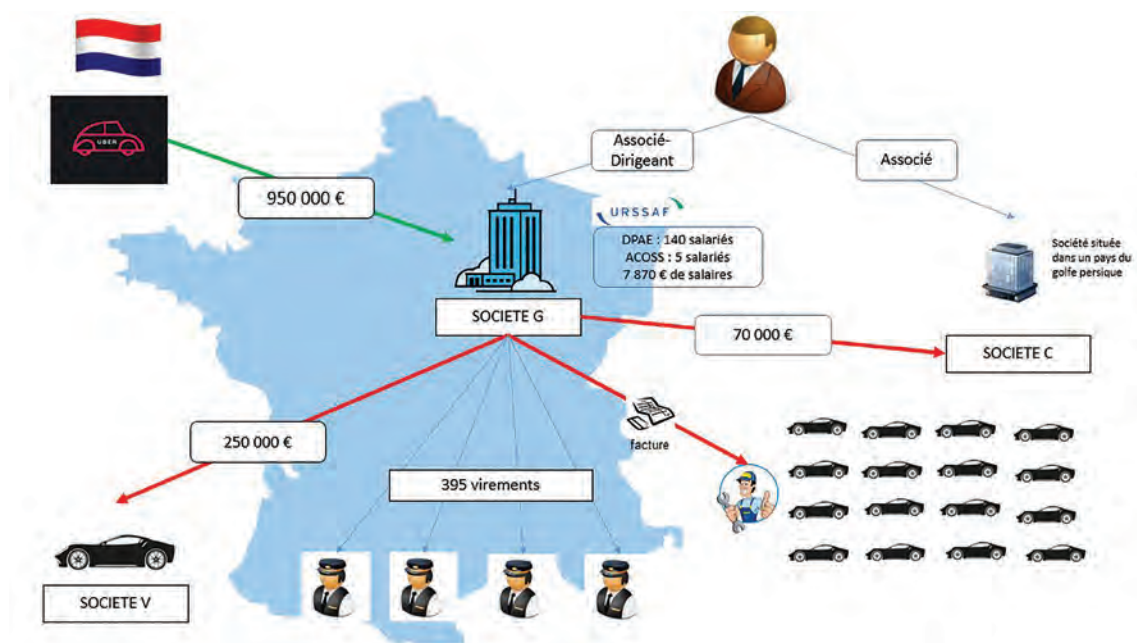 UBER
950 000 €
Associé-
Dirigeant
Associé
URSSAF
DPAE : 140 salariés
ACOSS : 5 salariés
7 870 € de salaires
Société située
dans un pays du
golfe persique
SOCIETE G
70 000 €
SOCIETE C
250 000 €
facture
395 virements
SOCIETE V